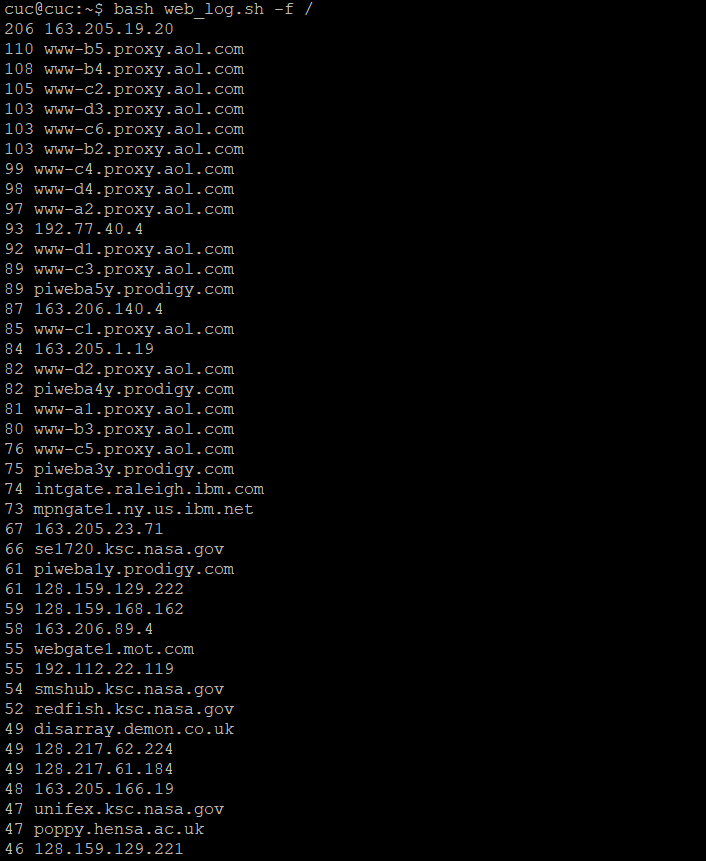 cuc@cuc:~$ bash web_log.sh -f /
206 163.205.19.20
110 www-b5.proxy.aol.com
108 www-b4.proxy.aol.com
105 www-c2.proxy.aol.com
103 www-d3.proxy.aol.com
103 www-c6.proxy.aol.com
103 www-b2.proxy.aol.com
99 www-c4.proxy.aol.com
98 www-d4.proxy.aol.com
97 www-a2.proxy.aol.com
93 192.77.40.4
92 www-d1.proxy.aol.com
89 www-c3.proxy.aol.com
89 piweba5y.prodigy.com
87 163.206.140.4
85 www-c1.proxy.aol.com
84 163.205.1.19
82 www-d2.proxy.aol.com
82 piweba4y.prodigy.com
81 www-a1.proxy.aol.com
80 www-b3.proxy.aol.com
76 www-c5.proxy.aol.com
75 piweba3y.prodigy.com
74 intgate.raleigh.ibm.com
73 mpngate1.ny.us.ibm.net
67 163.205.23.71
66 se1720.ksc.nasa.gov
61 piweba1y.prodigy.com
61 128.159.129.222
59 128.159.168.162
58 163.206.89.4
55 webgate1.mot.com
55 192.112.22.119
54 smshub.ksc.nasa.gov
52 redfish.ksc.nasa.gov
49 disarray.demon.co.uk
49 128.217.62.224
49 128.217.61.184
48 163.205.166.19
47 unifex.ksc.nasa.gov
47 poppy.hensa.ac.uk
46 128.159.129.221